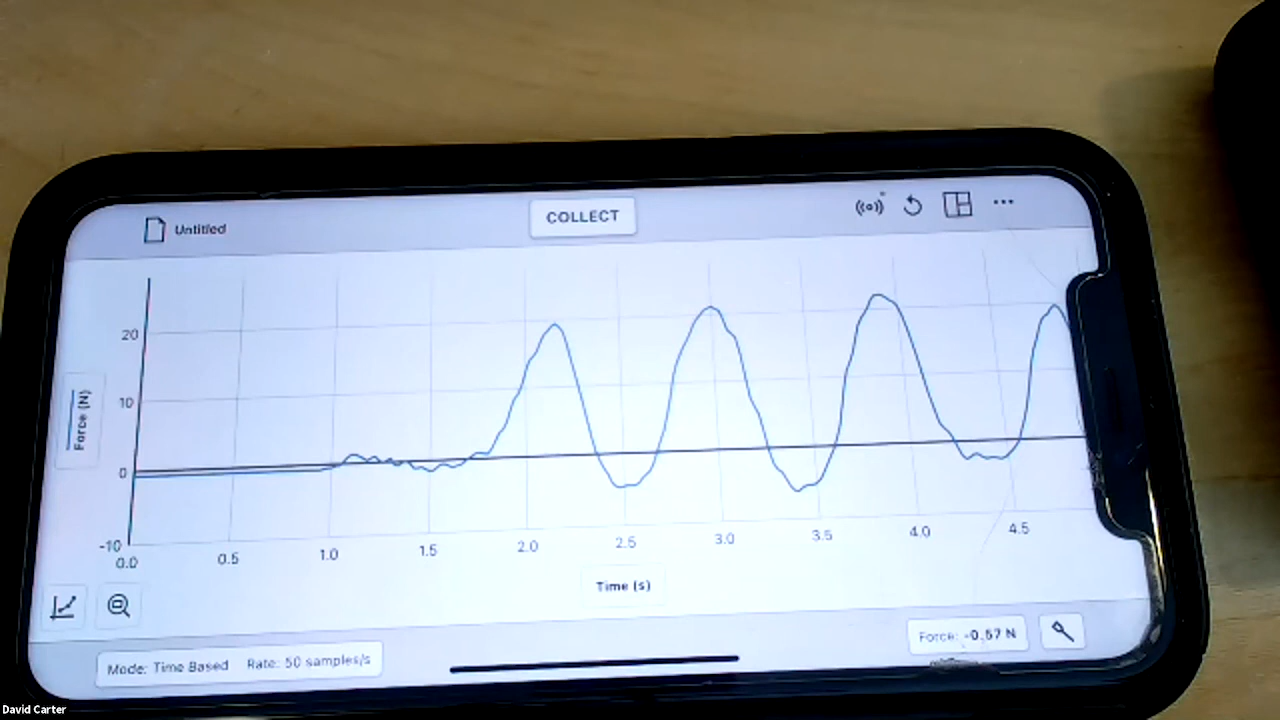 Untitled
COLLECT
20
10
0
-10
Force (N)
0.0 0.5 1.0 1.5 2.0 2.5 3.0 3.5 4.0 4.5
Time (s)
Mode: Time Based Rate: 50 samples/s
Force: -0.57 N
David Carter